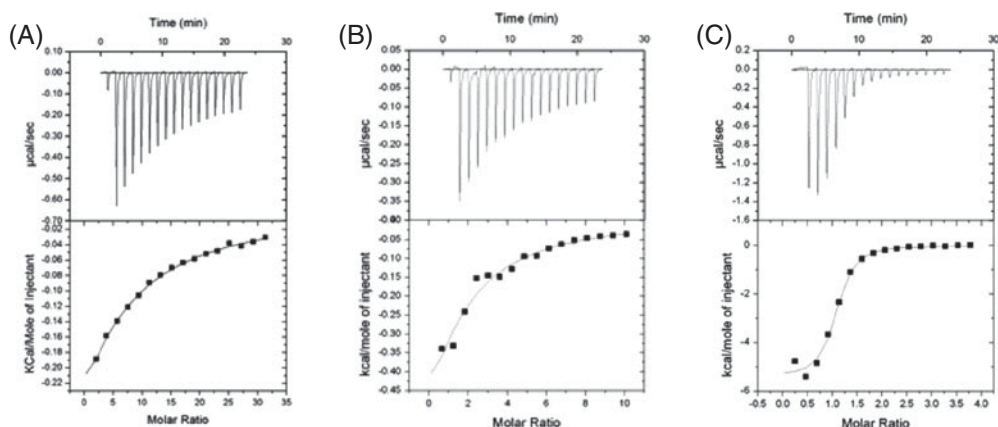 (A)
Time (min)
0 10 20 30
0.10
0.00
-0.10
-0.20
-0.30
-0.40
-0.50
-0.60
-0.70
µcal/sec
-0.02
-0.04
-0.06
-0.08
-0.10
-0.12
-0.14
-0.16
-0.18
-0.20
-0.22
KCal/Mole of Injectant
0 5 10 15 20 25 30 35
Molar Ratio
(B)
Time (min)
0 10 20 30
0.05
0.00
-0.05
-0.10
-0.15
-0.20
-0.25
-0.30
-0.35
µcal/sec
-0.05
-0.10
-0.15
-0.20
-0.25
-0.30
-0.35
-0.40
-0.45
kcal/mole of injectant
0 2 4 6 8 10
Molar Ratio
(C)
Time (min)
0 10 20 30
0.2
0.0
-0.2
-0.4
-0.6
-0.8
-1.0
-1.2
-1.4
-1.6
µcal/sec
0
-2
-4
-6
kcal/mole of injectant
-0.5 0.0 0.5 1.0 1.5 2.0 2.5 3.0 3.5 4.0
Molar Ratio